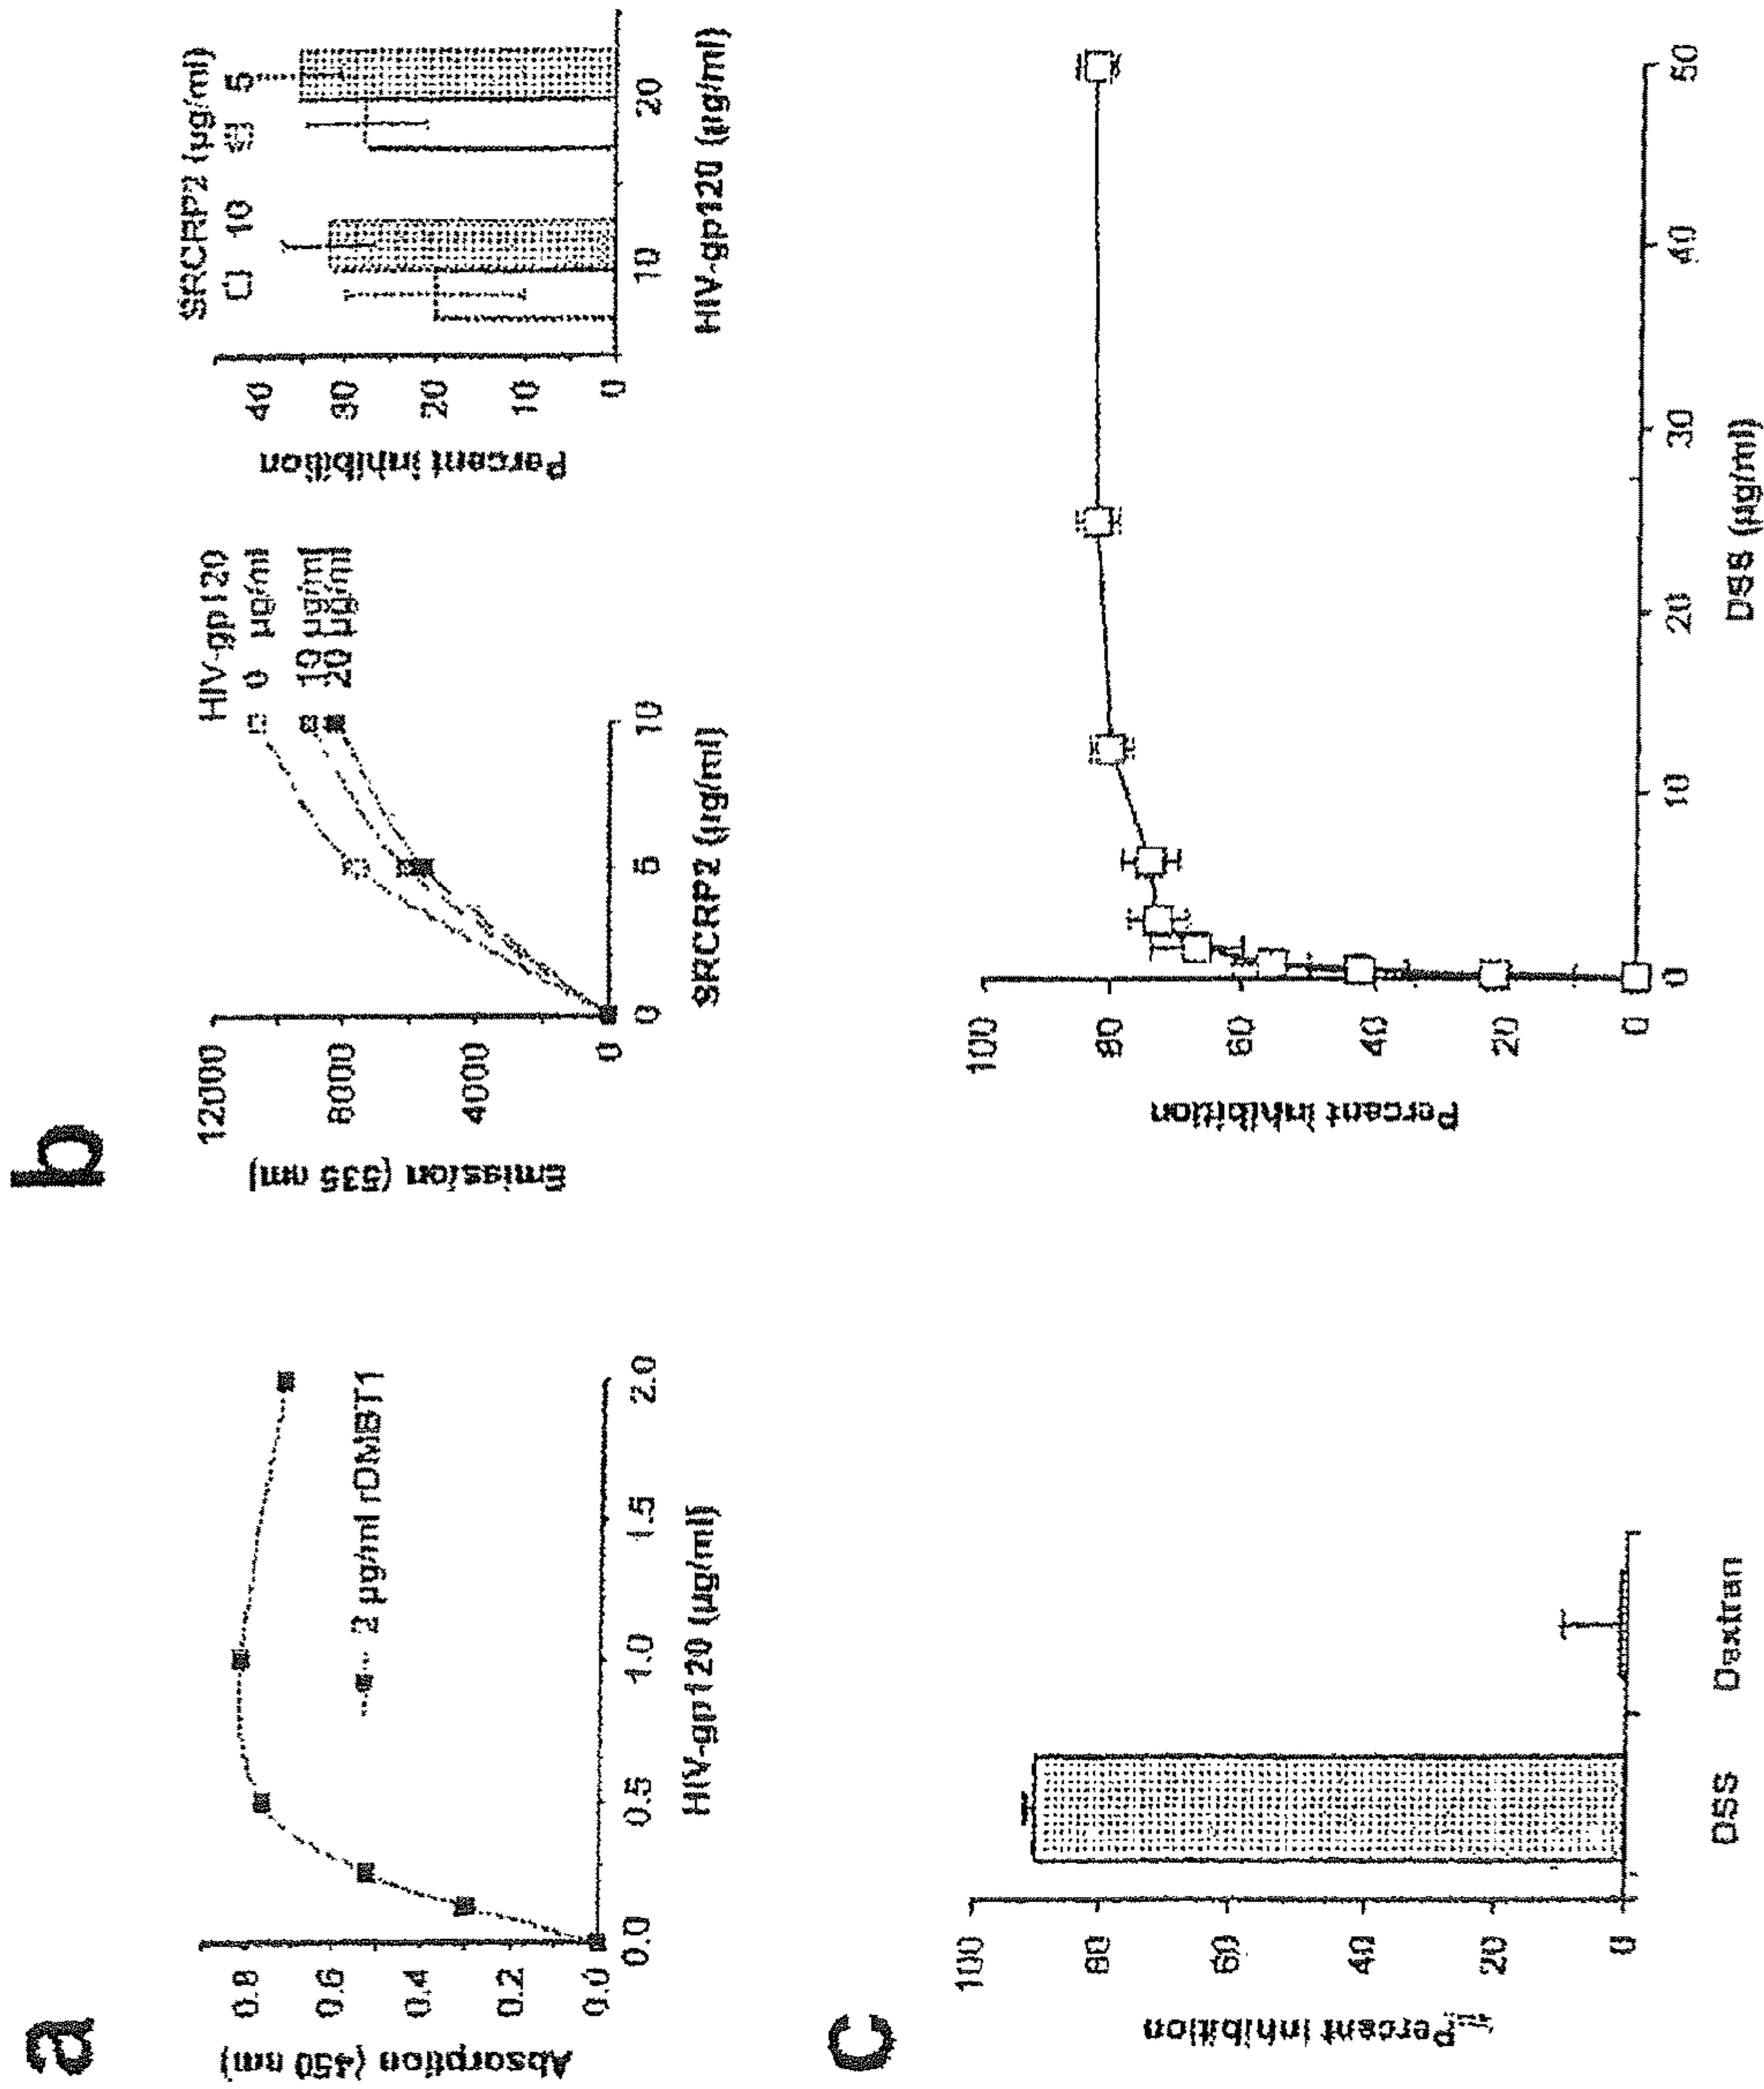 a
Absorption (450 nm)
0.8
0.6
0.4
0.2
0.0
0.0
0.5
1.0
1.5
2.0
HIV-gp120 (µg/ml)
2 µg/ml rDMBT1
b
Emission (535 nm)
12000
8000
4000
0
0
5
10
SRCRP2 (µg/ml)
HIV-gp120
0 µg/ml
10 µg/ml
20 µg/ml
Percent inhibition
40
30
20
10
0
SRCRP2 (µg/ml)
10
5
10
20
HIV-gp120 (µg/ml)
c
Percent inhibition
100
80
60
40
20
0
DSS
Dextran
Percent inhibition
100
80
60
40
20
0
0
10
20
30
40
50
DSS (µg/ml)